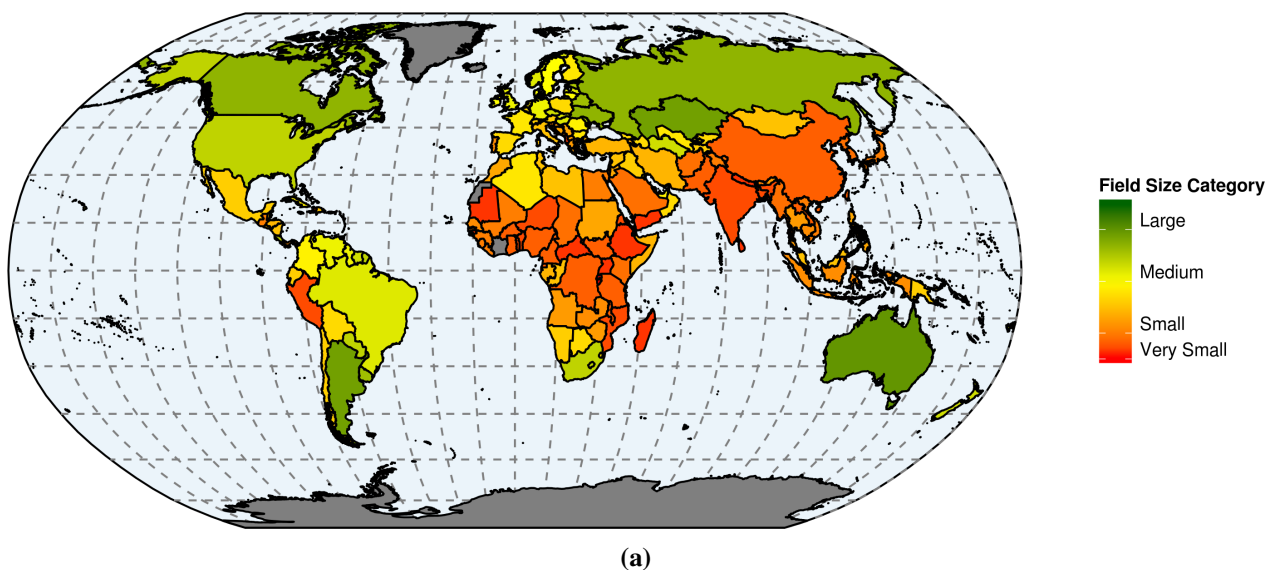 Field Size Category
Large
Medium
Small
Very Small
(a)